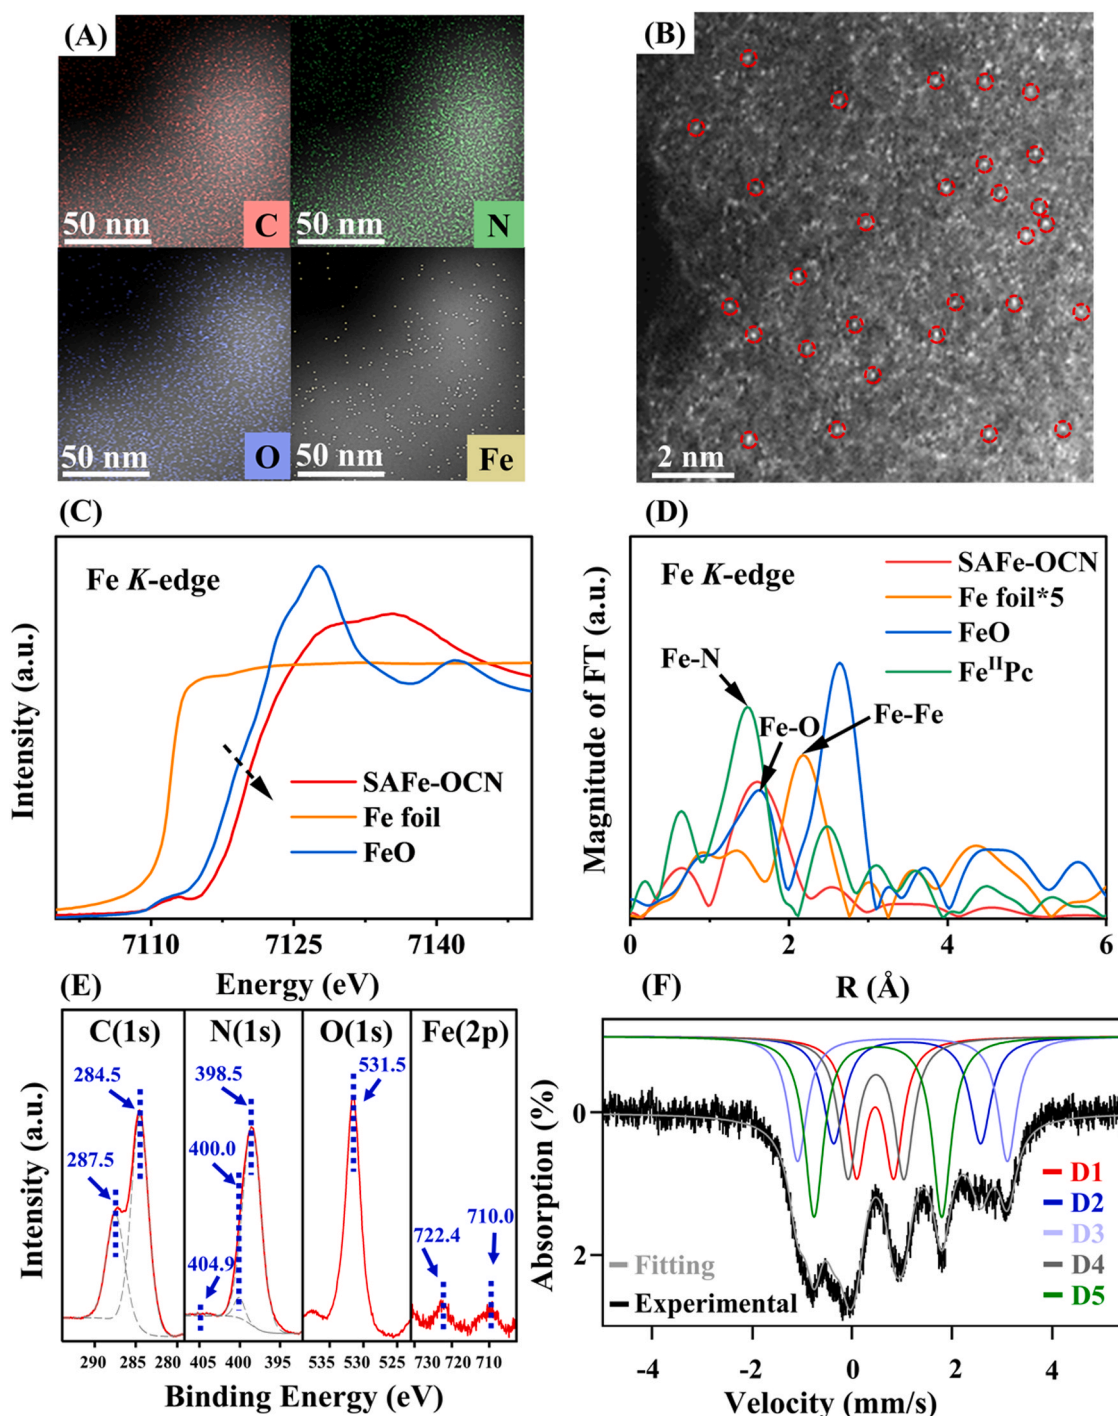 (A)
50 nm C
50 nm N
50 nm O
50 nm Fe
(B)
2 nm
(C)
Fe K-edge
SAFe-OCN
Fe foil
FeO
Intensity (a.u.)
7110 7125 7140
Energy (eV)
(D)
Fe K-edge
SAFe-OCN
Fe foil*5
FeO
FeᴵᴵPc
Fe-N
Fe-O
Fe-Fe
Magnitude of FT (a.u.)
0 2 4 6
R (Å)
(E)
C(1s) N(1s) O(1s) Fe(2p)
284.5
287.5
398.5
400.0
404.9
531.5
722.4
710.0
Intensity (a.u.)
290 285 280 405 400 395 535 530 525 730 720 710
Binding Energy (eV)
(F)
Absorption (%)
0
2
D1
D2
D3
D4
D5
Fitting
Experimental
-4 -2 0 2 4
Velocity (mm/s)